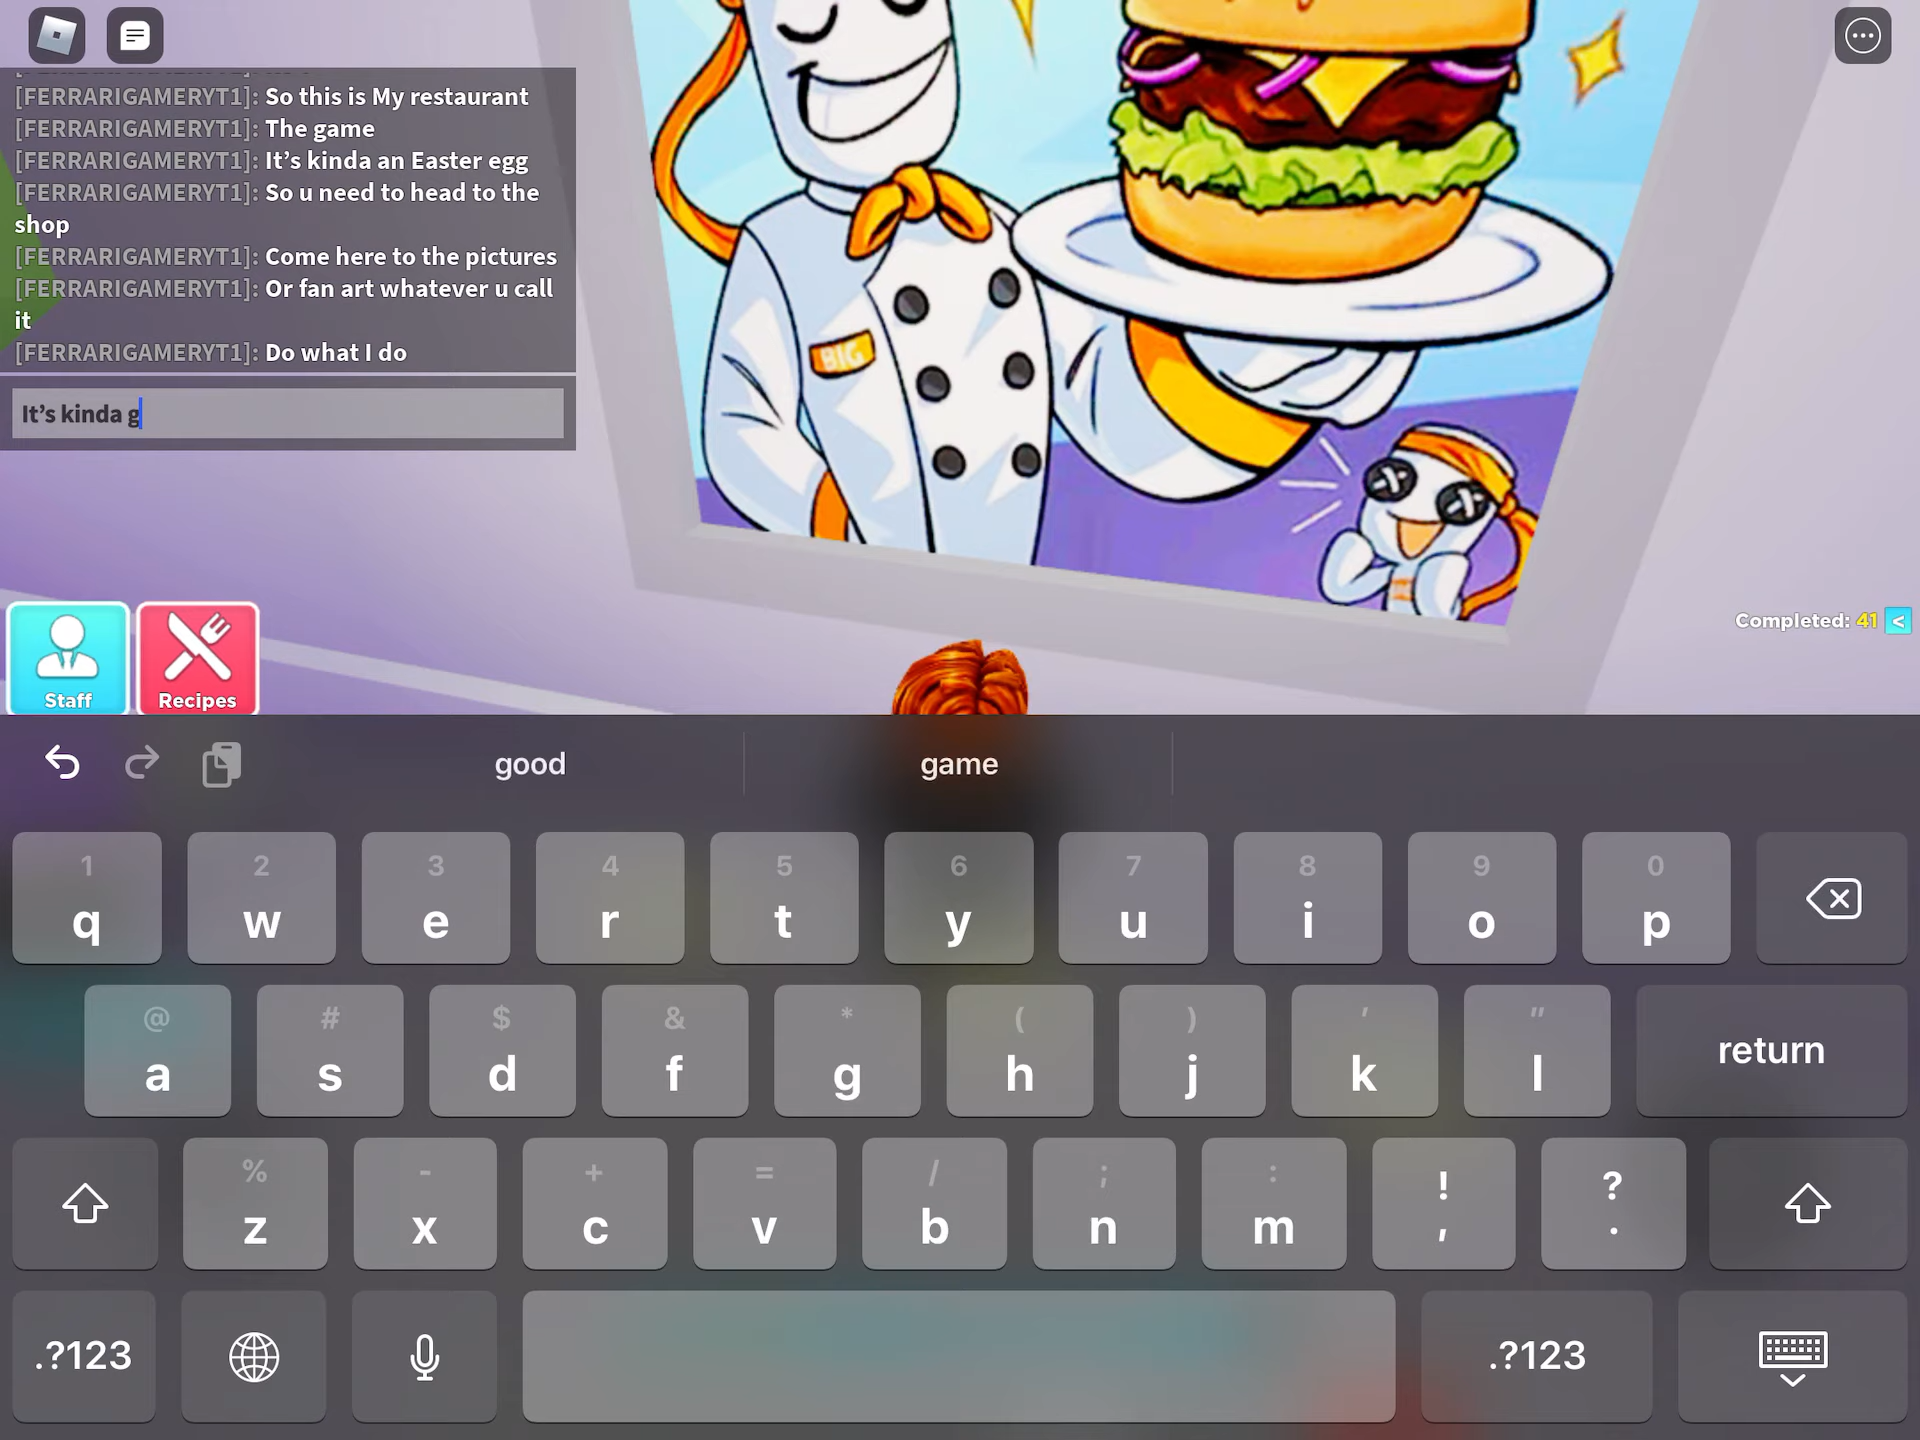 [FERRARIGAMERYT1]: So this is My restaurant
[FERRARIGAMERYT1]: The game
[FERRARIGAMERYT1]: It’s kinda an Easter egg
[FERRARIGAMERYT1]: So u need to head to the
shop
[FERRARIGAMERYT1]: Come here to the pictures
[FERRARIGAMERYT1]: Or fan art whatever u call
it
[FERRARIGAMERYT1]: Do what I do
It’s kinda g
BIG
Completed: 41 <
Staff
Recipes
good
game
1 2 3 4 5 6 7 8 9 0
q w e r t y u i o p
@ # $ & * ( ) ' "
a s d f g h j k l return
% - + = / ; : ! ?
z x c v b n m , .
.?123 .?123